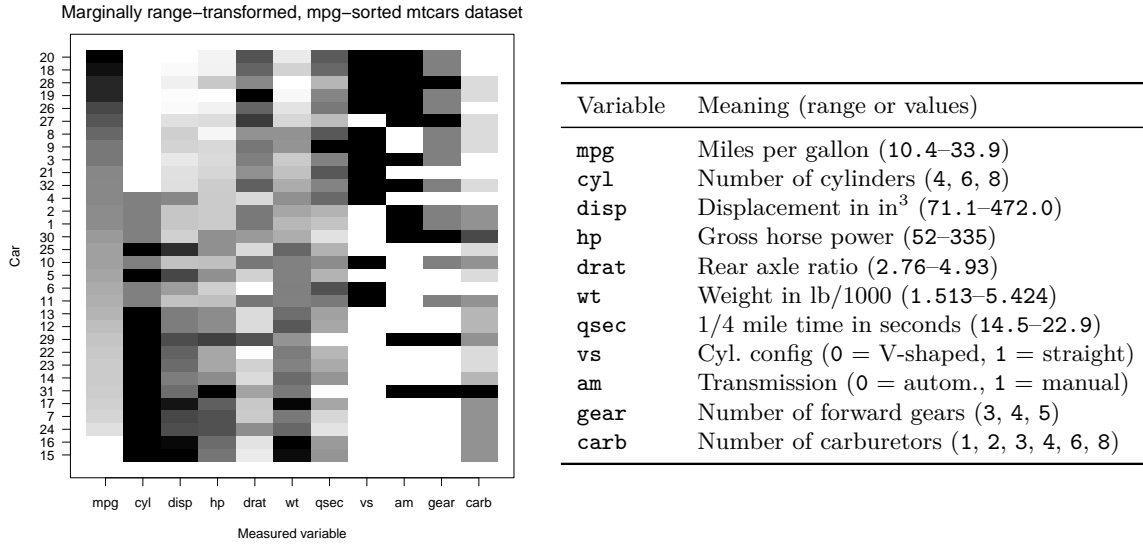 Marginally range−transformed, mpg−sorted mtcars dataset
Car
20
18
28
19
26
27
8
9
3
21
32
4
2
1
30
25
10
5
6
11
13
12
29
22
23
14
31
17
7
24
16
15
mpg cyl disp hp drat wt qsec vs am gear carb
Measured variable
Variable Meaning (range or values)
mpg Miles per gallon (10.4–33.9)
cyl Number of cylinders (4, 6, 8)
disp Displacement in in³ (71.1–472.0)
hp Gross horse power (52–335)
drat Rear axle ratio (2.76–4.93)
wt Weight in lb/1000 (1.513–5.424)
qsec 1/4 mile time in seconds (14.5–22.9)
vs Cyl. config (0 = V-shaped, 1 = straight)
am Transmission (0 = autom., 1 = manual)
gear Number of forward gears (3, 4, 5)
carb Number of carburetors (1, 2, 3, 4, 6, 8)